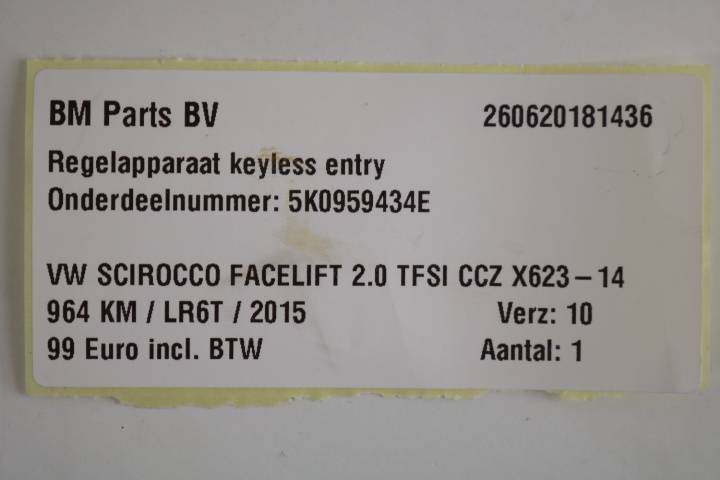 BM Parts BV 260620181436
Regelapparaat keyless entry
Onderdeelnummer: 5K0959434E
VW SCIROCCO FACELIFT 2.0 TFSI CCZ X623-14
964 KM / LR6T / 2015 Verz: 10
99 Euro incl. BTW Aantal: 1